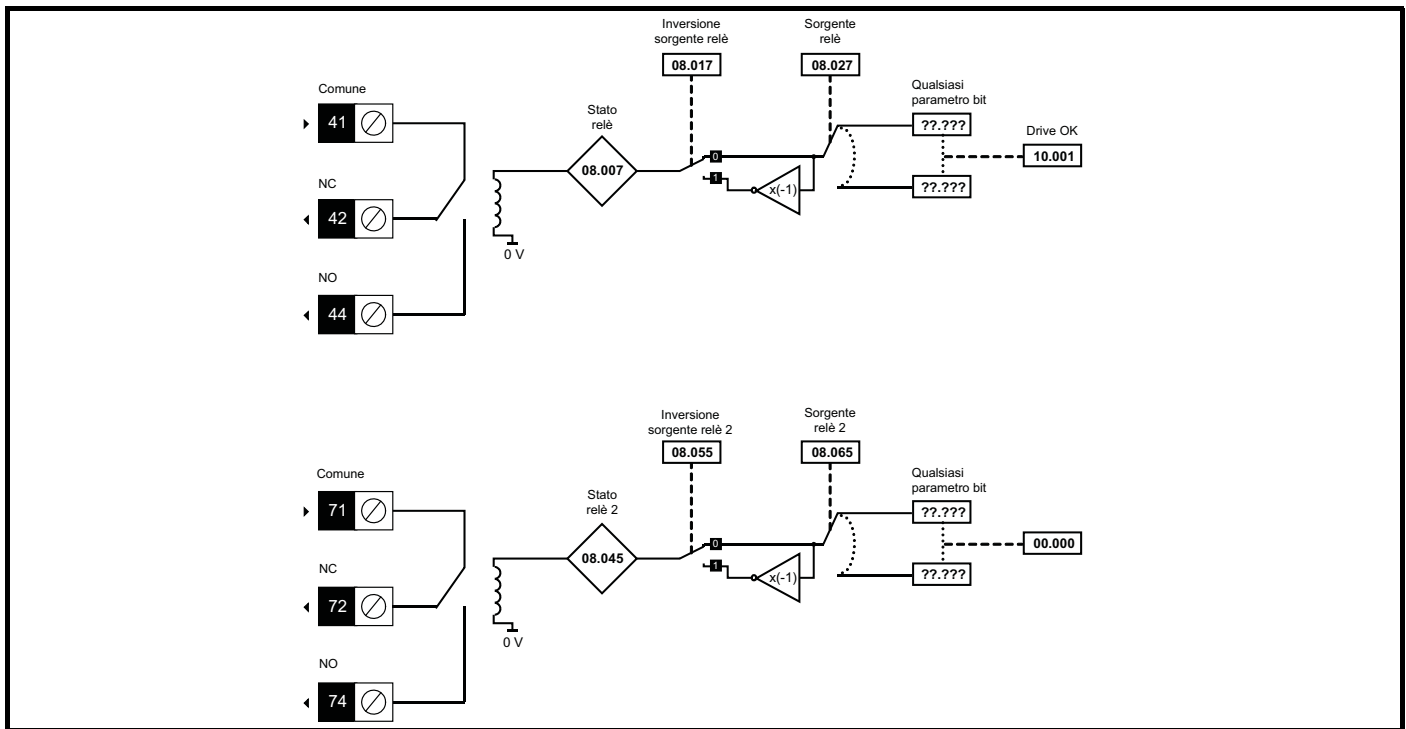 Inversione
sorgente relè
08.017
Sorgente
relè
08.027
Comune
41
NC
42
NO
44
Stato
relè
08.007
0 V
0
1
x(-1)
Qualsiasi
parametro bit
??.???
??.???
Drive OK
10.001
Inversione
sorgente relè 2
08.055
Sorgente
relè 2
08.065
Comune
71
NC
72
NO
74
Stato
relè 2
08.045
0 V
0
1
x(-1)
Qualsiasi
parametro bit
??.???
??.???
00.000